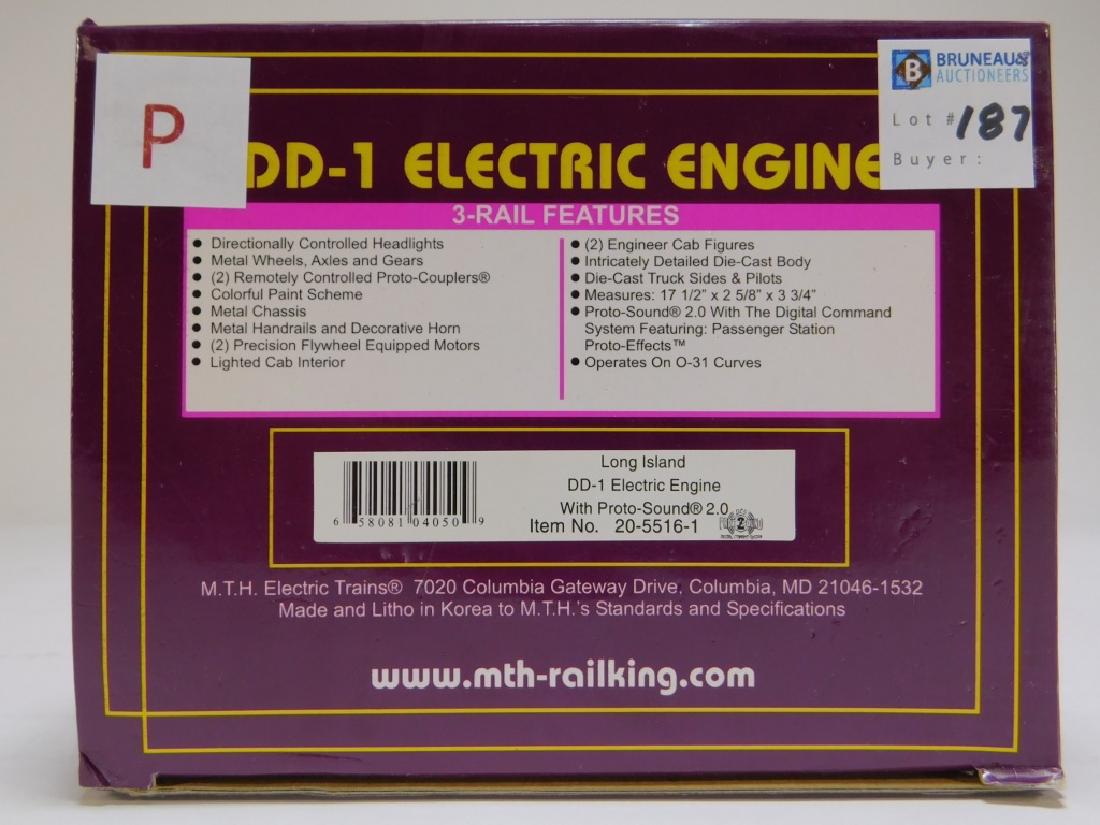 P
B BRUNEAU &
AUCTIONEERS
Lot # 187
Buyer:
DD-1 ELECTRIC ENGINE
3-RAIL FEATURES
• Directionally Controlled Headlights
• Metal Wheels, Axles and Gears
• (2) Remotely Controlled Proto-Couplers®
• Colorful Paint Scheme
• Metal Chassis
• Metal Handrails and Decorative Horn
• (2) Precision Flywheel Equipped Motors
• Lighted Cab Interior
• (2) Engineer Cab Figures
• Intricately Detailed Die-Cast Body
• Die-Cast Truck Sides & Pilots
• Measures: 17 1/2" x 2 5/8" x 3 3/4"
• Proto-Sound® 2.0 With The Digital Command
System Featuring: Passenger Station
Proto-Effects™
• Operates On O-31 Curves
Long Island
DD-1 Electric Engine
With Proto-Sound® 2.0
Item No. 20-5516-1
6 58081 04050 9
M.T.H. Electric Trains® 7020 Columbia Gateway Drive, Columbia, MD 21046-1532
Made and Litho in Korea to M.T.H.'s Standards and Specifications
www.mth-railking.com